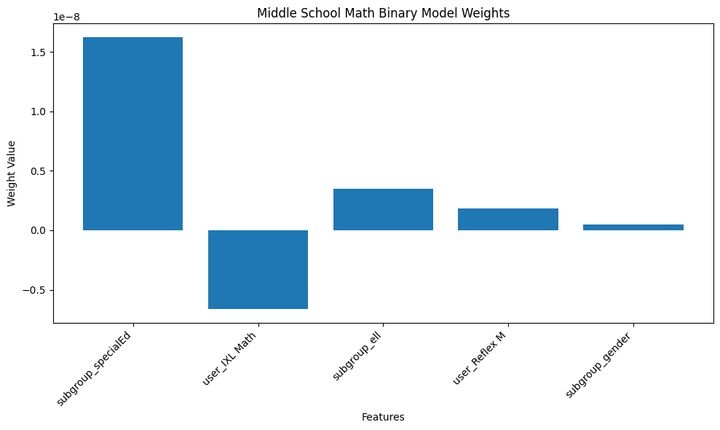 Middle School Math Binary Model Weights
1e−8
1.5
1.0
0.5
0.0
−0.5
Weight Value
subgroup_specialEd
user_IXL Math
subgroup_ell
user_Reflex M
subgroup_gender
Features